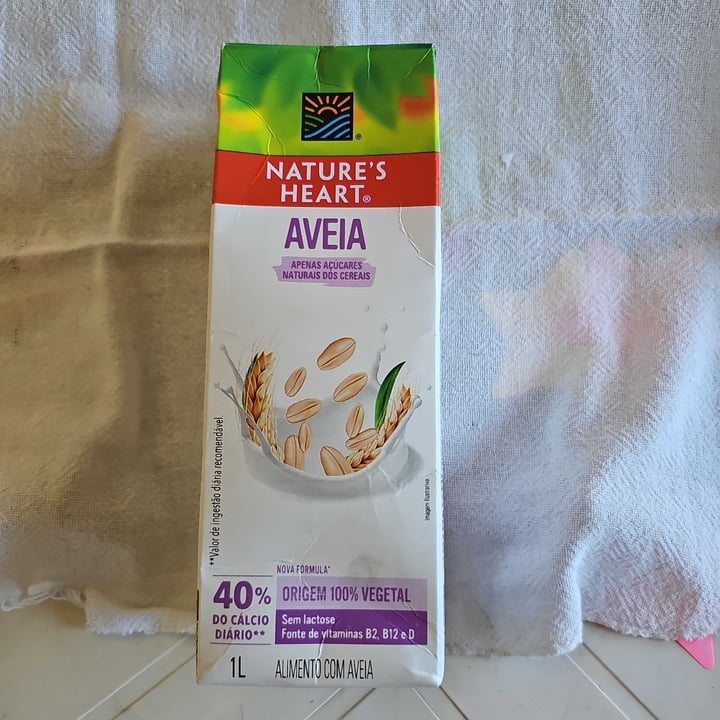 NATURE'S
HEART®
AVEIA
APENAS AÇÚCARES
NATURAIS DOS CEREAIS
**Valor de ingestão diária recomendável.
Imagem Ilustrativa.
NOVA FÓRMULA*
40%
DO CÁLCIO
DIÁRIO**
ORIGEM 100% VEGETAL
Sem lactose
Fonte de vitaminas B2, B12 e D
1L
ALIMENTO COM AVEIA